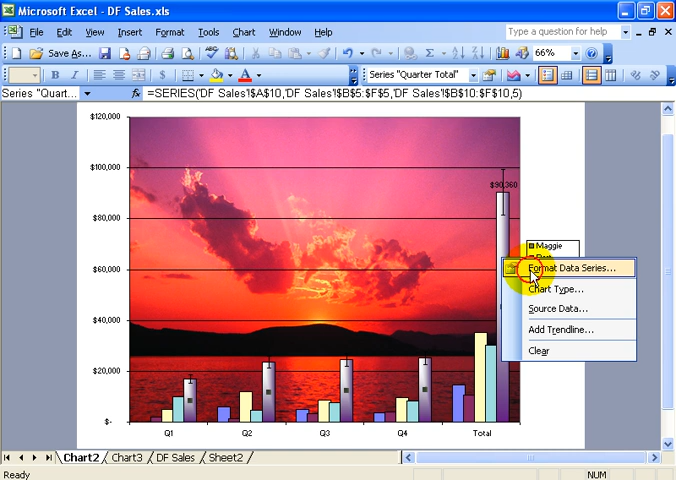 Microsoft Excel - DF Sales.xls
File Edit View Insert Format Tools Chart Window Help
Type a question for help
Save As... 66%
B I U $ Series "Quarter Total"
Series "Quart... fx =SERIES('DF Sales'!$A$10,'DF Sales'!$B$5:$F$5,'DF Sales'!$B$10:$F$10,5)
$120,000
$100,000
$80,000
$60,000
$40,000
$20,000
$-
$90,360
Q1 Q2 Q3 Q4 Total
Maggie
Format Data Series...
Chart Type...
Source Data...
Add Trendline...
Clear
Chart2 Chart3 DF Sales Sheet2
Ready NUM